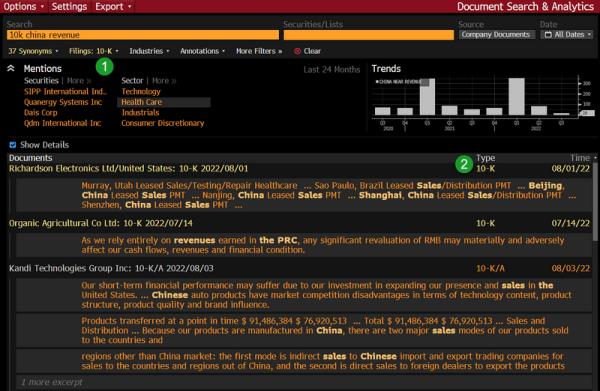 Options Settings Export Document Search & Analytics
Search Securities/Lists Source Date
10k china revenue Company Documents All Dates
37 Synonyms Filings: 10-K Industries Annotations More Filters » Clear
1
Mentions Last 24 Months Trends
Securities | More » Sector | More »
SIPP International Ind.. Technology
Quanergy Systems Inc Health Care
Dais Corp Industrials
Qdm International Inc Consumer Discretionary
CHINA NEAR REVENUE
300
200
100
0
Q3 Q4 Q1 Q2 Q3 Q4 Q1 Q2 Q3
2020 2021 2022
Show Details
Documents 2 Type Time
Richardson Electronics Ltd/United States: 10-K 2022/08/01 10-K 08/01/22
Murray, Utah Leased Sales/Testing/Repair Healthcare ... Sao Paulo, Brazil Leased Sales/Distribution PMT ... Beijing,
China Leased Sales PMT ... Nanjing, China Leased Sales PMT ... Shanghai, China Leased Sales/Distribution PMT ...
Shenzhen, China Leased Sales PMT ...
Organic Agricultural Co Ltd: 10-K 2022/07/14 10-K 07/14/22
As we rely entirely on revenues earned in the PRC, any significant revaluation of RMB may materially and adversely
affect our cash flows, revenues and financial condition.
Kandi Technologies Group Inc: 10-K/A 2022/08/03 10-K/A 08/03/22
Our short-term financial performance may suffer due to our investment in expanding our presence and sales in the
United States. ... Chinese auto products have market competition disadvantages in terms of technology content, product
structure, product quality and brand influence.
Products transferred at a point in time $ 91,486,384 $ 76,920,513 ... Total $ 91,486,384 $ 76,920,513 ... Sales and
Distribution ... Because our products are manufactured in China, there are two major sales modes of our products sold
to the countries and
regions other than China market: the first mode is indirect sales to Chinese import and export trading companies for
sales to the countries and regions out of China, and the second is direct sales to foreign dealers to export the products
1 more excerpt